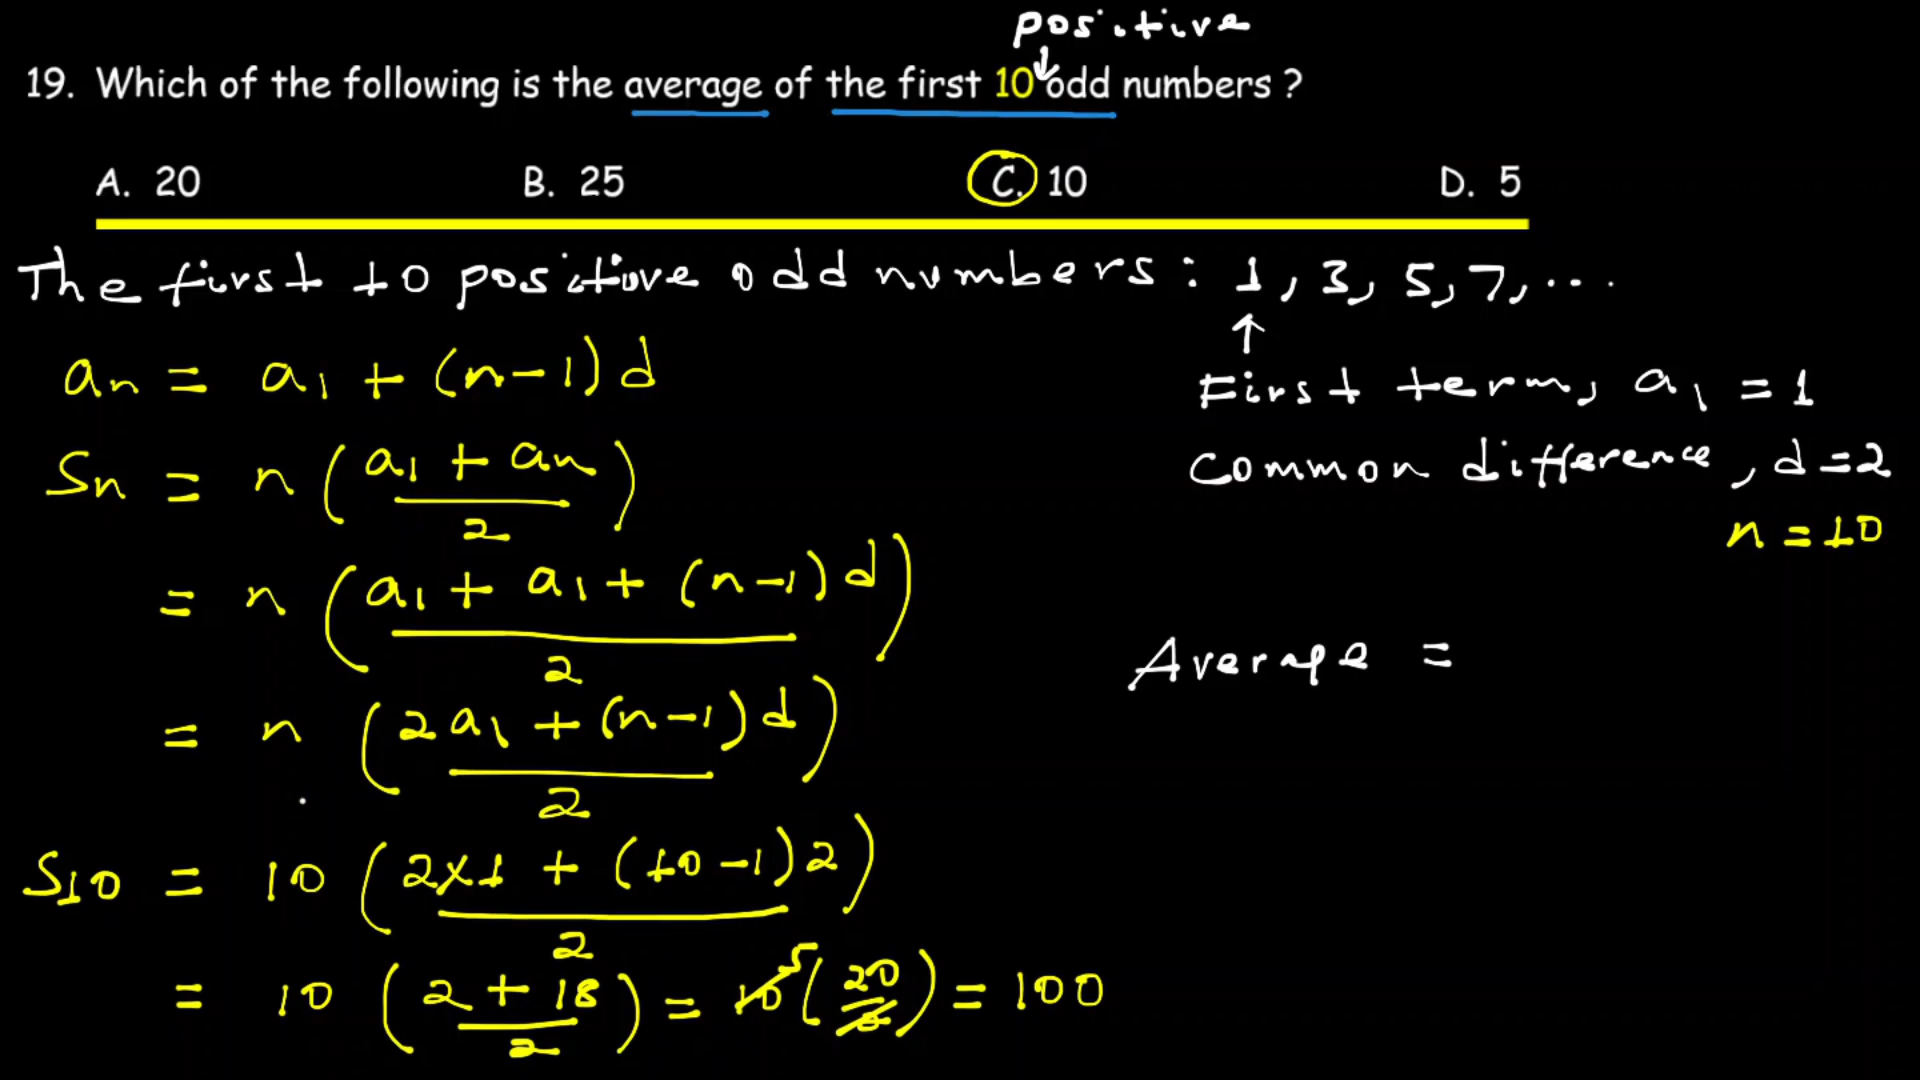 positive
19. Which of the following is the average of the first 10 odd numbers ?
A. 20 B. 25 C. 10 D. 5
The first 10 positive odd numbers : 1, 3, 5, 7, ...
First term, a1 = 1
an = a1 + (n-1)d
Common difference, d=2
Sn = n(a1 + an / 2)
n = 10
= n(a1 + a1 + (n-1)d / 2)
Average =
= n(2a1 + (n-1)d / 2)
S10 = 10(2x1 + (10-1)2 / 2)
= 10(2 + 18 / 2) = 10 5 (20 / 2) = 100